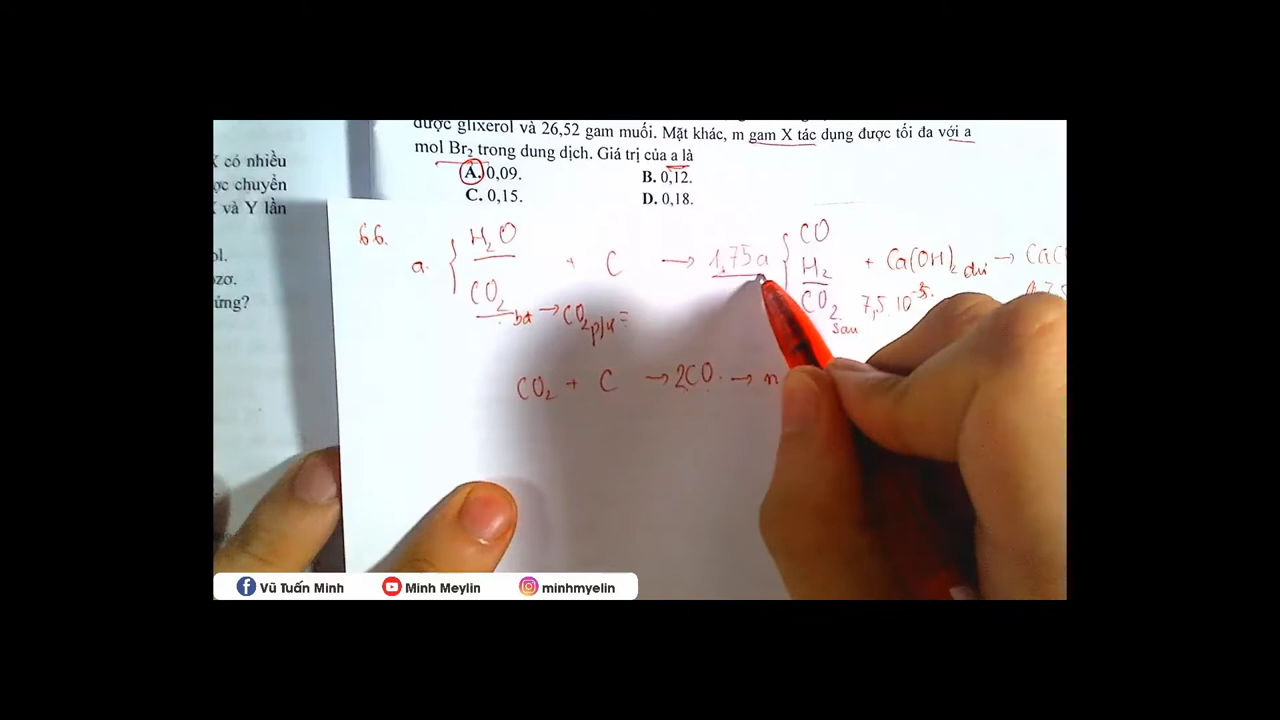 được glixerol và 26,52 gam muối. Mặt khác, m gam X tác dụng được tối đa với a
mol Br₂ trong dung dịch. Giá trị của a là
A. 0,09. B. 0,12.
C. 0,15. D. 0,18.
X có nhiều
ợc chuyển
X và Y lần
ol.
ozơ.
ứng?
66.
a. { H₂O + C → 1,75a { CO
H₂ + Ca(OH)₂ dư → CaC
CO₂ bđ → CO₂ p/ư = CO₂ sau 7,5.10⁻³
CO₂ + C → 2CO. → n
Vũ Tuấn Minh Minh Meylin minhmyelin